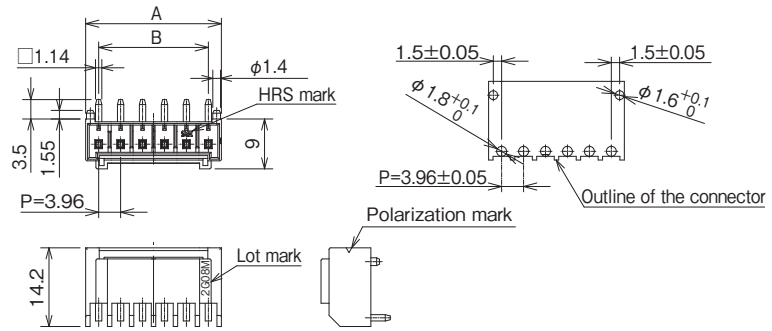 A
B
□1.14
φ1.4
HRS mark
3.5
1.55
9
P=3.96
1.5±0.05
1.5±0.05
φ1.8+0.1 0
φ1.6+0.1 0
P=3.96±0.05
Outline of the connector
Polarization mark
Lot mark
14.2
2G08M